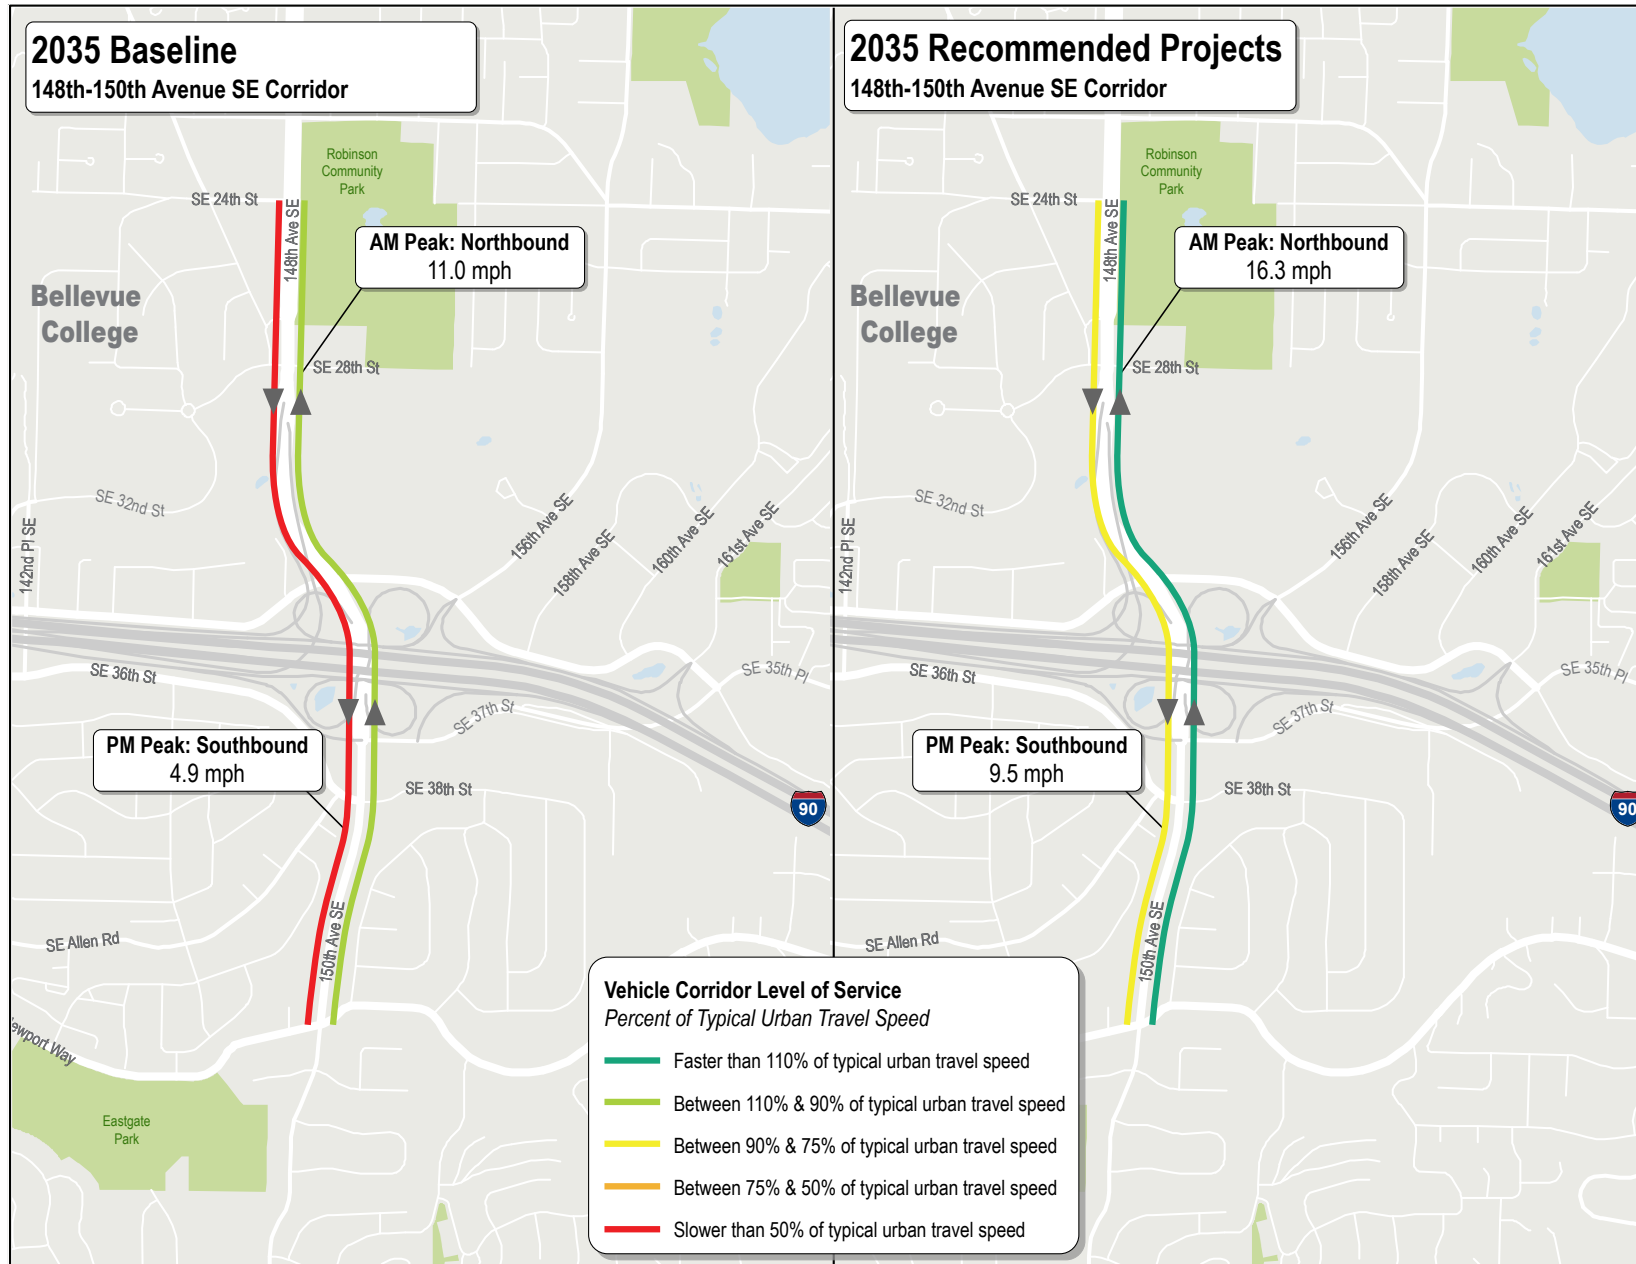 2035 Baseline
148th-150th Avenue SE Corridor
SE 24th St
148th Ave SE
Robinson
Community
Park
AM Peak: Northbound
11.0 mph
Bellevue
College
SE 28th St
SE 32nd St
142nd Pl SE
156th Ave SE
158th Ave SE
160th Ave SE
161st Ave SE
SE 36th St
SE 35th Pl
SE 37th St
PM Peak: Southbound
4.9 mph
SE 38th St
90
SE Allen Rd
150th Ave SE
ewport Way
Eastgate
Park
2035 Recommended Projects
148th-150th Avenue SE Corridor
SE 24th St
148th Ave SE
Robinson
Community
Park
AM Peak: Northbound
16.3 mph
Bellevue
College
SE 28th St
SE 32nd St
142nd Pl SE
156th Ave SE
158th Ave SE
160th Ave SE
161st Ave SE
SE 36th St
SE 35th Pl
SE 37th St
PM Peak: Southbound
9.5 mph
SE 38th St
90
SE Allen Rd
150th Ave SE
Vehicle Corridor Level of Service
Percent of Typical Urban Travel Speed
Faster than 110% of typical urban travel speed
Between 110% & 90% of typical urban travel speed
Between 90% & 75% of typical urban travel speed
Between 75% & 50% of typical urban travel speed
Slower than 50% of typical urban travel speed